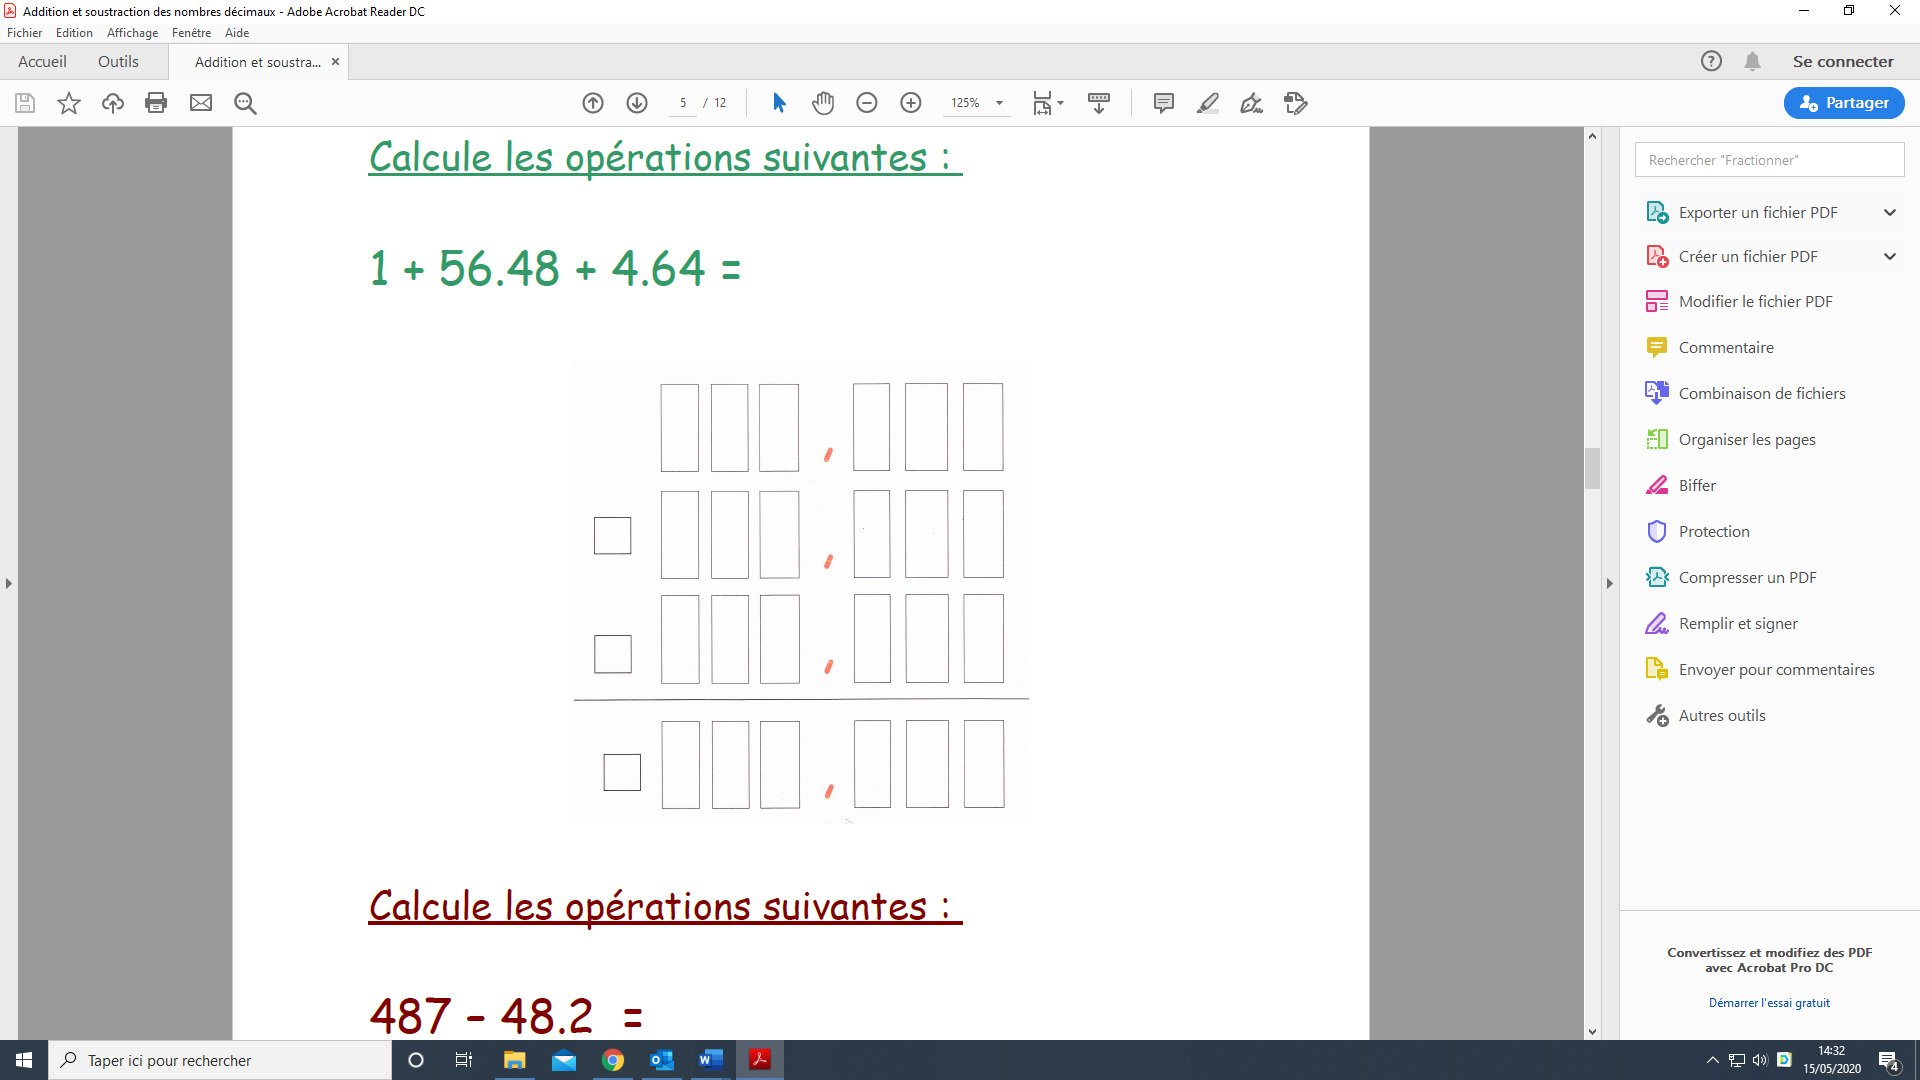 Addition et soustraction des nombres décimaux - Adobe Acrobat Reader DC
Fichier Edition Affichage Fenêtre Aide
Accueil Outils Addition et soustra... × Se connecter
5 / 12 125% Partager
Calcule les opérations suivantes :
1 + 56.48 + 4.64 =
,
,
,
,
Calcule les opérations suivantes :
487 - 48.2 =
Rechercher "Fractionner"
Exporter un fichier PDF
Créer un fichier PDF
Modifier le fichier PDF
Commentaire
Combinaison de fichiers
Organiser les pages
Biffer
Protection
Compresser un PDF
Remplir et signer
Envoyer pour commentaires
Autres outils
Convertissez et modifiez des PDF
avec Acrobat Pro DC
Démarrer l'essai gratuit
Taper ici pour rechercher
14:32
15/05/2020
4